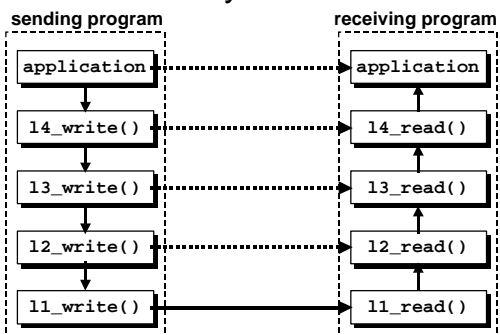 sending program receiving program
application application
l4_write() l4_read()
l3_write() l3_read()
l2_write() l2_read()
l1_write() l1_read()